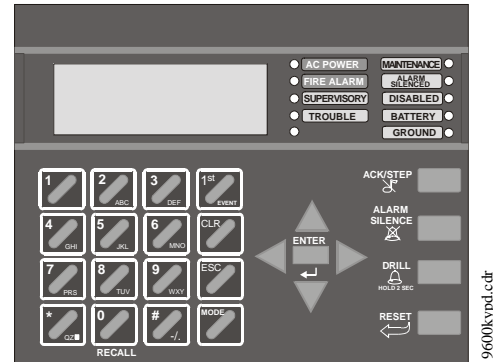 AC POWER
FIRE ALARM
SUPERVISORY
TROUBLE
MAINTENANCE
ALARM
SILENCED
DISABLED
BATTERY
GROUND
1
2 ABC
3 DEF
1st EVENT
4 GHI
5 JKL
6 MNO
CLR
7 PRS
8 TUV
9 WXY
ESC
* QZ
0
# -/.
MODE
RECALL
ENTER
ACK/STEP
ALARM
SILENCE
DRILL
HOLD 2 SEC
RESET
9600kypd.cdr